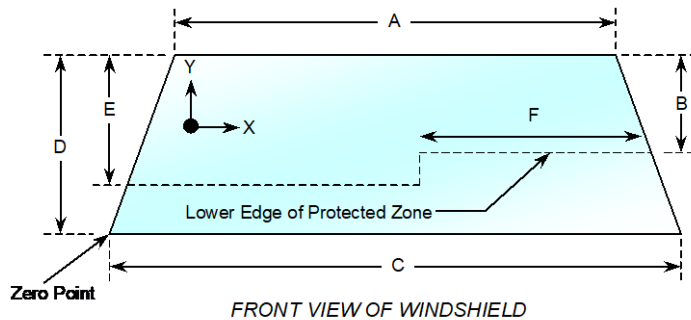 A
Y
E
B
F
X
D
Lower Edge of Protected Zone
C
Zero Point
FRONT VIEW OF WINDSHIELD